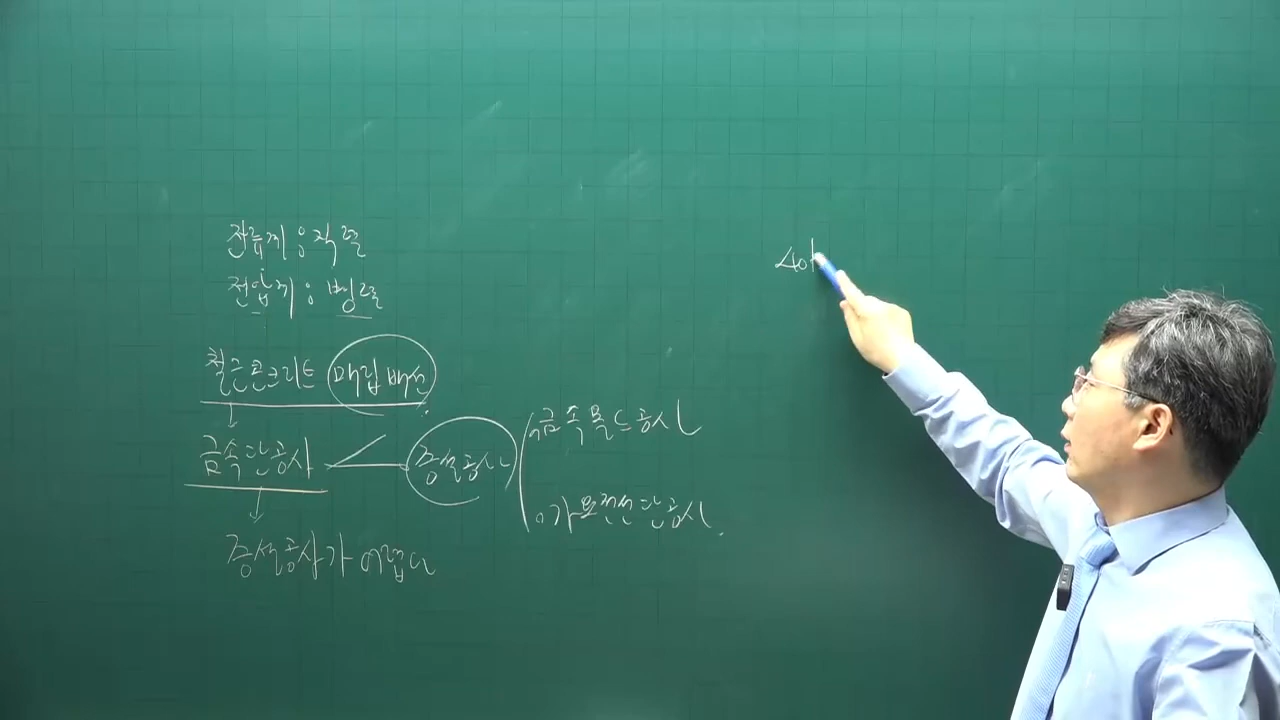 전류계 : 직렬
전압계 : 병렬
철근콘크리트 매립배선
금속관공사
증설공사
금속몰드공사
가요전선관공사
증설공사가 어렵다